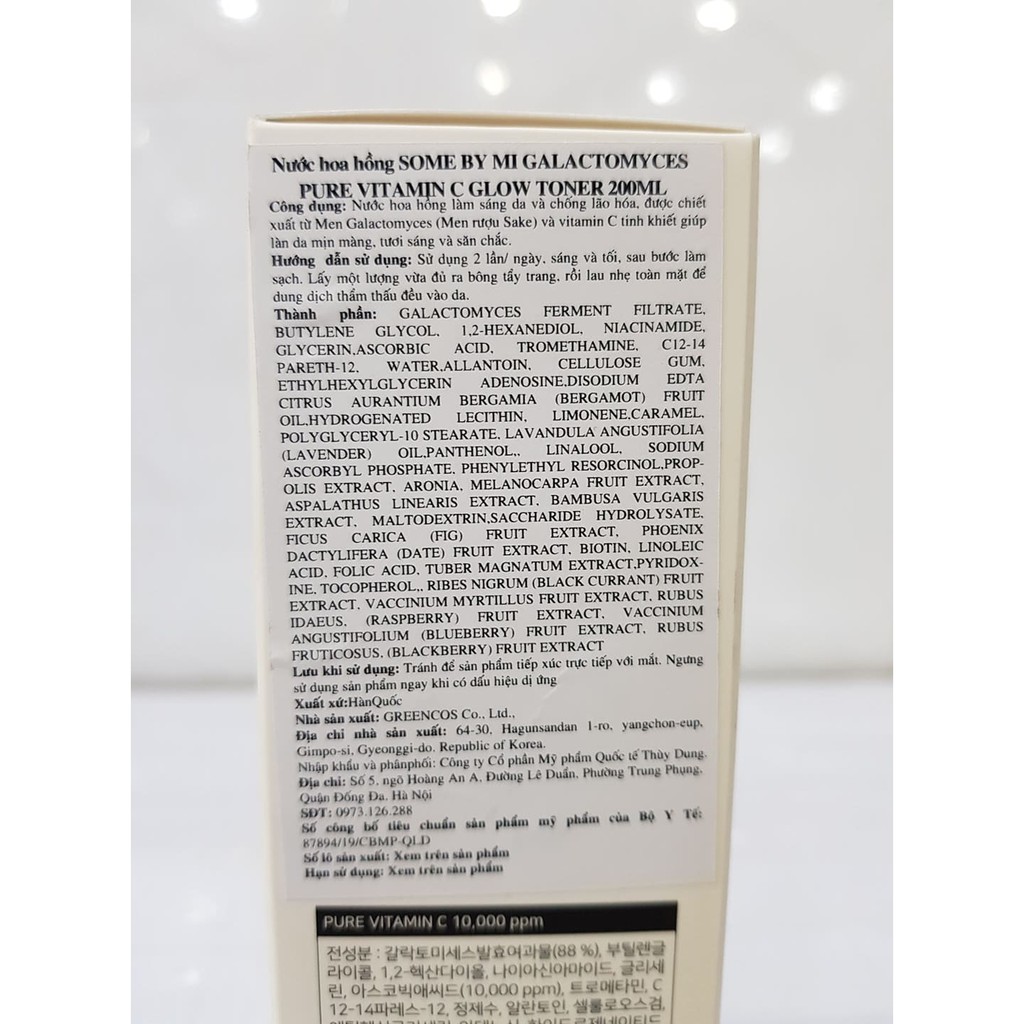 Nước hoa hồng SOME BY MI GALACTOMYCES
PURE VITAMIN C GLOW TONER 200ML
Công dụng: Nước hoa hồng làm sáng da và chống lão hóa, được chiết
xuất từ Men Galactomyces (Men rượu Sake) và vitamin C tinh khiết giúp
làn da mịn màng, tươi sáng và săn chắc.
Hướng dẫn sử dụng: Sử dụng 2 lần/ ngày, sáng và tối, sau bước làm
sạch. Lấy một lượng vừa đủ ra bông tẩy trang, rồi lau nhẹ toàn mặt để
dung dịch thẩm thấu đều vào da.
Thành phần: GALACTOMYCES FERMENT FILTRATE,
BUTYLENE GLYCOL, 1,2-HEXANEDIOL, NIACINAMIDE,
GLYCERIN,ASCORBIC ACID, TROMETHAMINE, C12-14
PARETH-12, WATER,ALLANTOIN, CELLULOSE GUM,
ETHYLHEXYLGLYCERIN ADENOSINE,DISODIUM EDTA
CITRUS AURANTIUM BERGAMIA (BERGAMOT) FRUIT
OIL,HYDROGENATED LECITHIN, LIMONENE,CARAMEL,
POLYGLYCERYL-10 STEARATE, LAVANDULA ANGUSTIFOLIA
(LAVENDER) OIL,PANTHENOL,, LINALOOL, SODIUM
ASCORBYL PHOSPHATE, PHENYLETHYL RESORCINOL,PROP-
OLIS EXTRACT, ARONIA, MELANOCARPA FRUIT EXTRACT,
ASPALATHUS LINEARIS EXTRACT, BAMBUSA VULGARIS
EXTRACT, MALTODEXTRIN,SACCHARIDE HYDROLYSATE,
FICUS CARICA (FIG) FRUIT EXTRACT, PHOENIX
DACTYLIFERA (DATE) FRUIT EXTRACT, BIOTIN, LINOLEIC
ACID, FOLIC ACID, TUBER MAGNATUM EXTRACT,PYRIDOX-
INE, TOCOPHEROL,, RIBES NIGRUM (BLACK CURRANT) FRUIT
EXTRACT, VACCINIUM MYRTILLUS FRUIT EXTRACT, RUBUS
IDAEUS, (RASPBERRY) FRUIT EXTRACT, VACCINIUM
ANGUSTIFOLIUM (BLUEBERRY) FRUIT EXTRACT, RUBUS
FRUTICOSUS, (BLACKBERRY) FRUIT EXTRACT
Lưu khi sử dụng: Tránh để sản phẩm tiếp xúc trực tiếp với mắt. Ngưng
sử dụng sản phẩm ngay khi có dấu hiệu dị ứng
Xuất xứ:HànQuốc
Nhà sản xuất: GREENCOS Co., Ltd.,
Địa chỉ nhà sản xuất: 64-30, Hagunsandan 1-ro, yangchon-eup,
Gimpo-si, Gyeonggi-do. Republic of Korea.
Nhập khẩu và phânphối: Công ty Cổ phần Mỹ phẩm Quốc tế Thùy Dung.
Địa chỉ: Số 5, ngõ Hoàng An A, Đường Lê Duẩn, Phường Trung Phụng,
Quận Đống Đa, Hà Nội
SĐT: 0973.126.288
Số công bố tiêu chuẩn sản phẩm mỹ phẩm của Bộ Y Tế:
87894/19/CBMP-QLD
Số lô sản xuất: Xem trên sản phẩm
Hạn sử dụng: Xem trên sản phẩm
PURE VITAMIN C 10,000 ppm
전성분 : 갈락토미세스발효여과물(88 %), 부틸렌글
라이콜, 1,2-헥산다이올, 나이아신아마이드, 글리세
린, 아스코빅애씨드(10,000 ppm), 트로메타민, C
12-14파레스-12, 정제수, 알란토인, 셀룰로오스검,